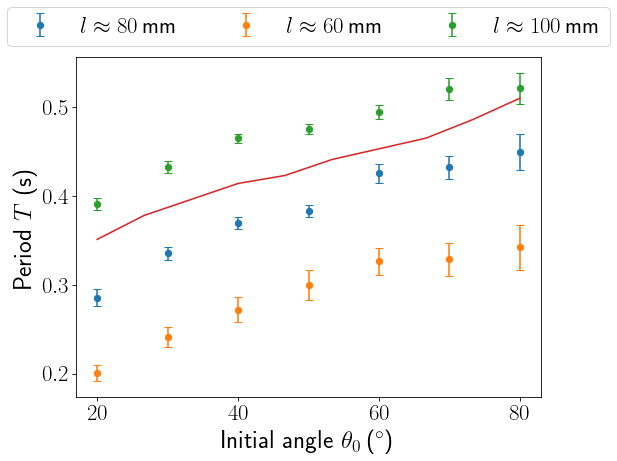 l ≈ 80 mm l ≈ 60 mm l ≈ 100 mm
0.5
0.4
0.3
0.2
Period T (s)
20 40 60 80
Initial angle θ₀ (°)